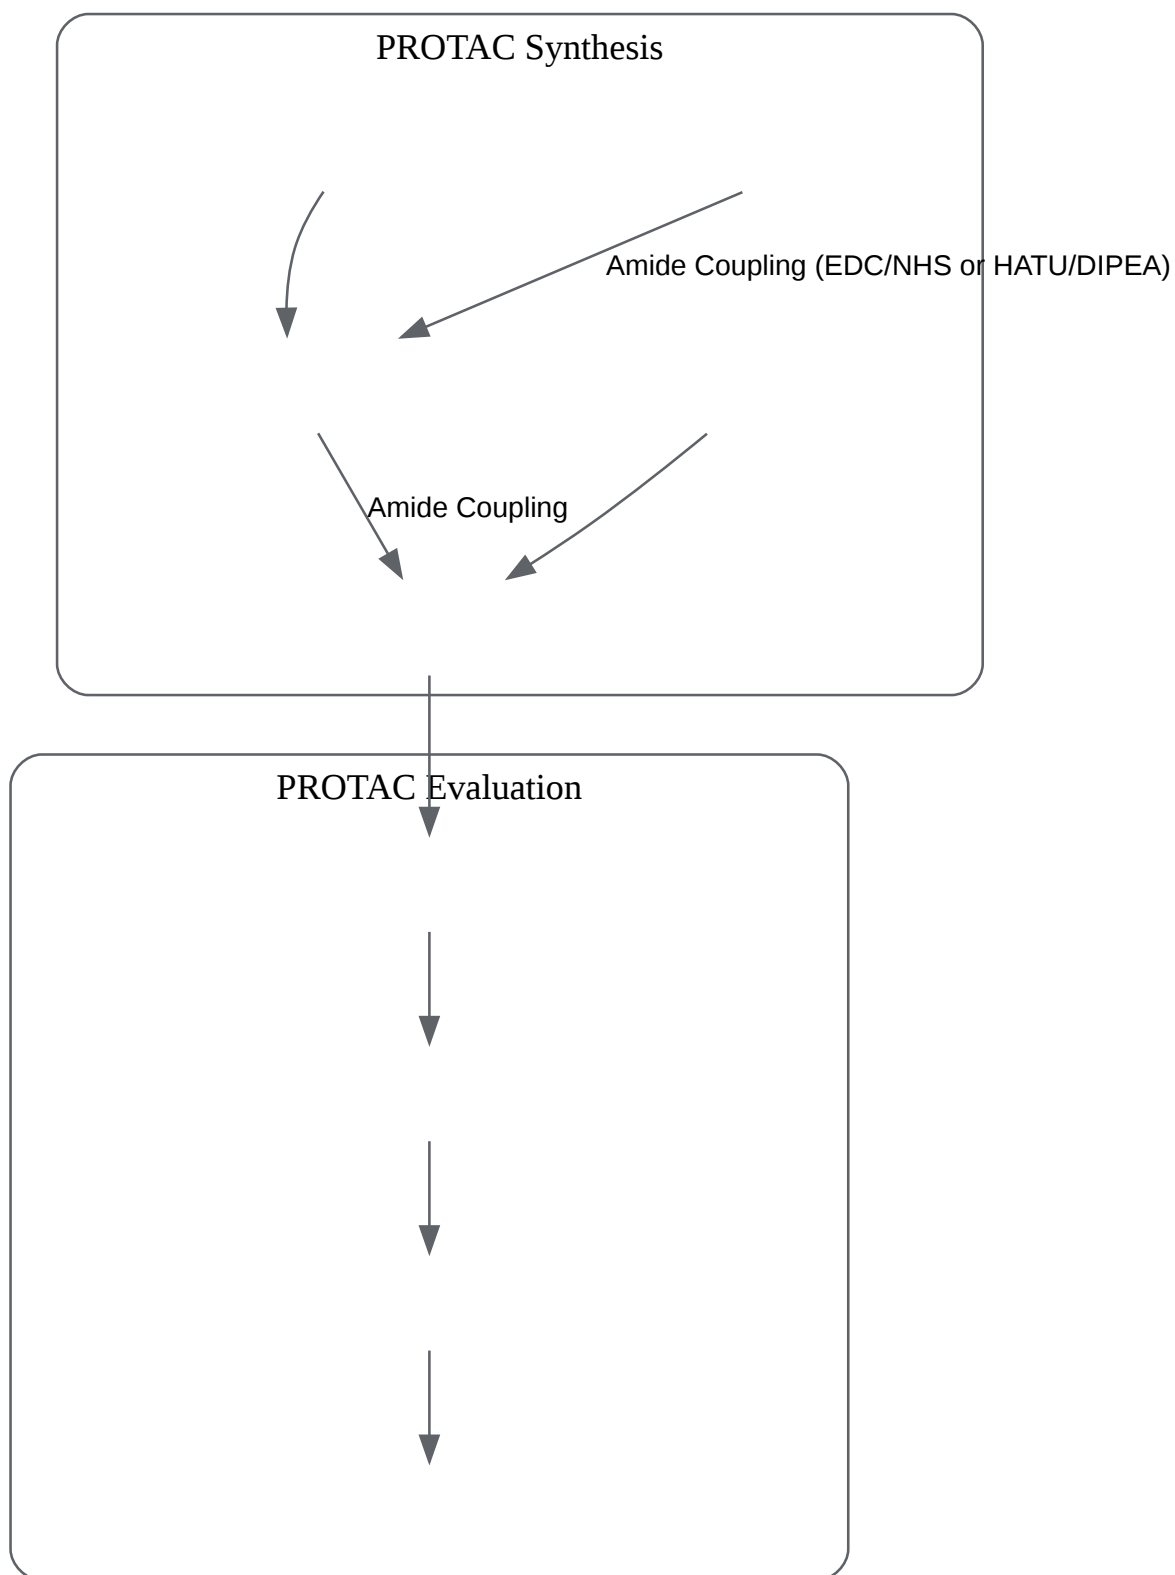 PROTAC Synthesis
Amide Coupling (EDC/NHS or HATU/DIPEA)
Amide Coupling
PROTAC Evaluation